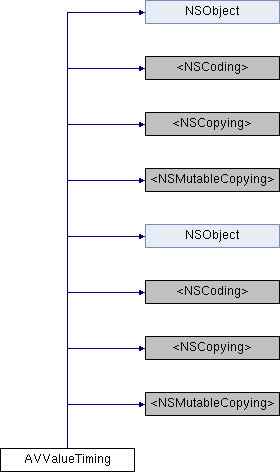 NSObject
<NSCoding>
<NSCopying>
<NSMutableCopying>
NSObject
<NSCoding>
<NSCopying>
<NSMutableCopying>
AVValueTiming